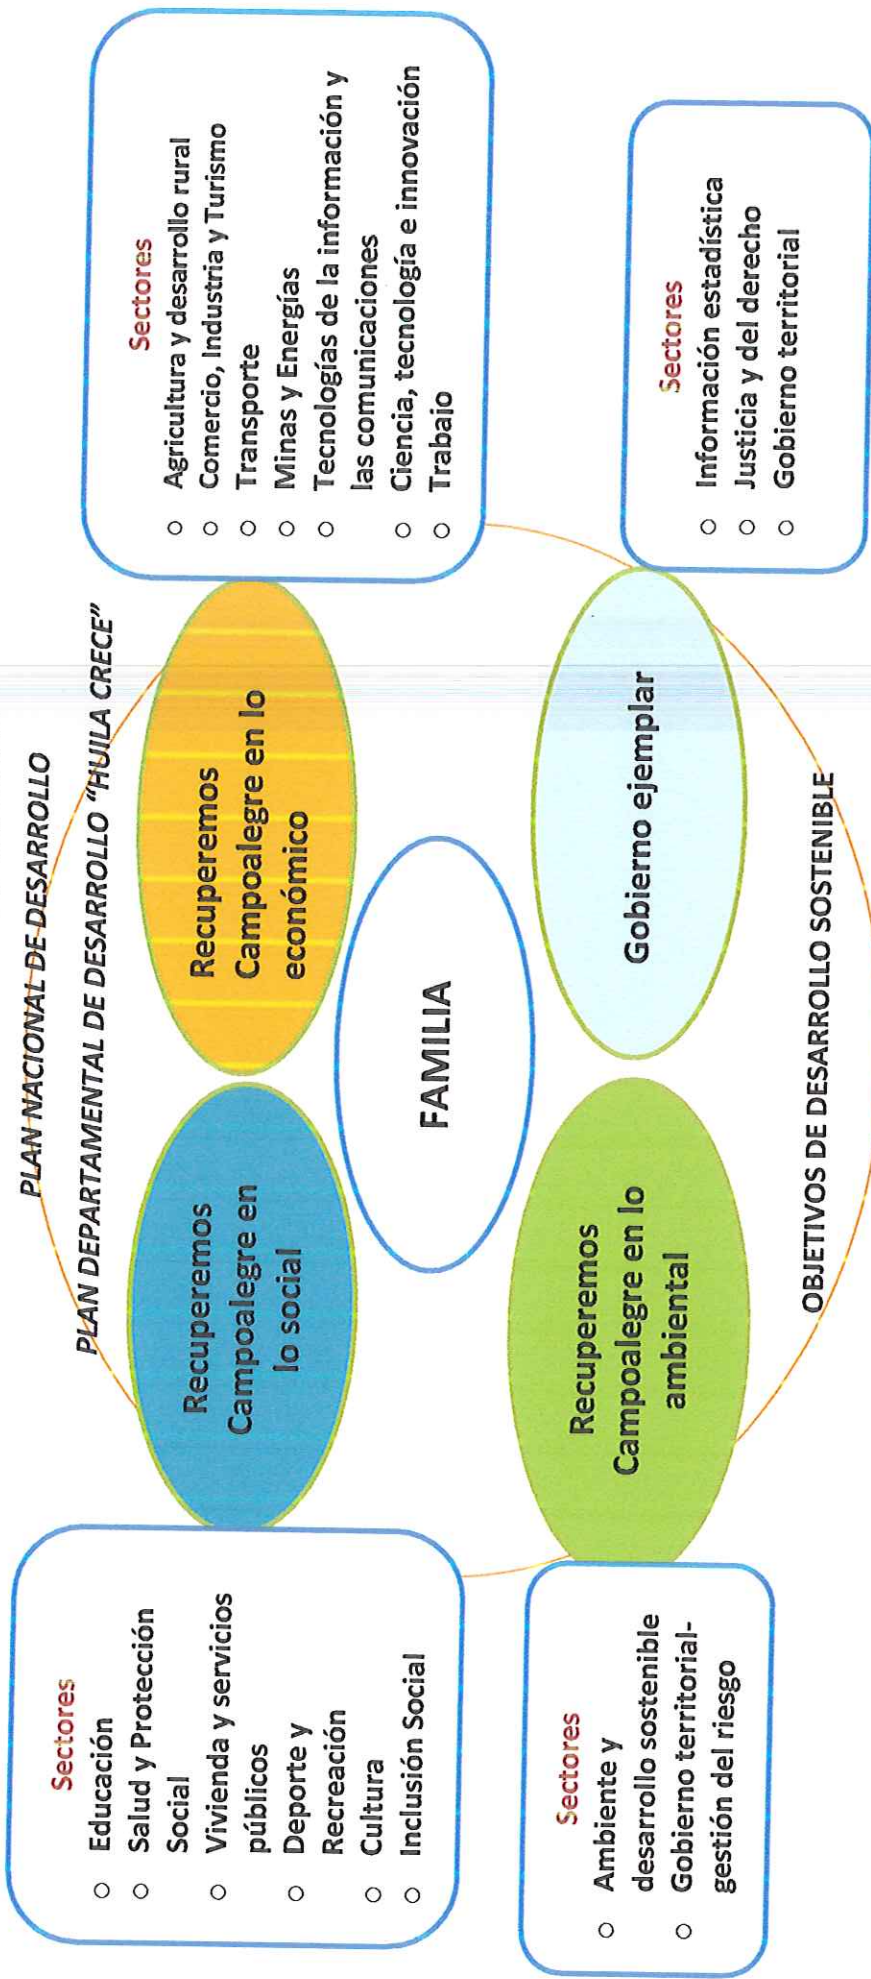 PLAN NACIONAL DE DESARROLLO
PLAN DEPARTAMENTAL DE DESARROLLO “HUILA CRECE”
Sectores
○ Educación
○ Salud y Protección
Social
○ Vivienda y servicios
públicos
○ Deporte y
Recreación
○ Cultura
○ Inclusión Social
Recuperemos
Campoalegre en
lo social
Recuperemos
Campoalegre en lo
económico
Sectores
○ Agricultura y desarrollo rural
○ Comercio, Industria y Turismo
○ Transporte
○ Minas y Energías
○ Tecnologías de la información y
las comunicaciones
○ Ciencia, tecnología e innovación
○ Trabajo
FAMILIA
Sectores
○ Ambiente y
desarrollo sostenible
○ Gobierno territorial-
gestión del riesgo
Recuperemos
Campoalegre en lo
ambiental
Gobierno ejemplar
Sectores
○ Información estadística
○ Justicia y del derecho
○ Gobierno territorial
OBJETIVOS DE DESARROLLO SOSTENIBLE